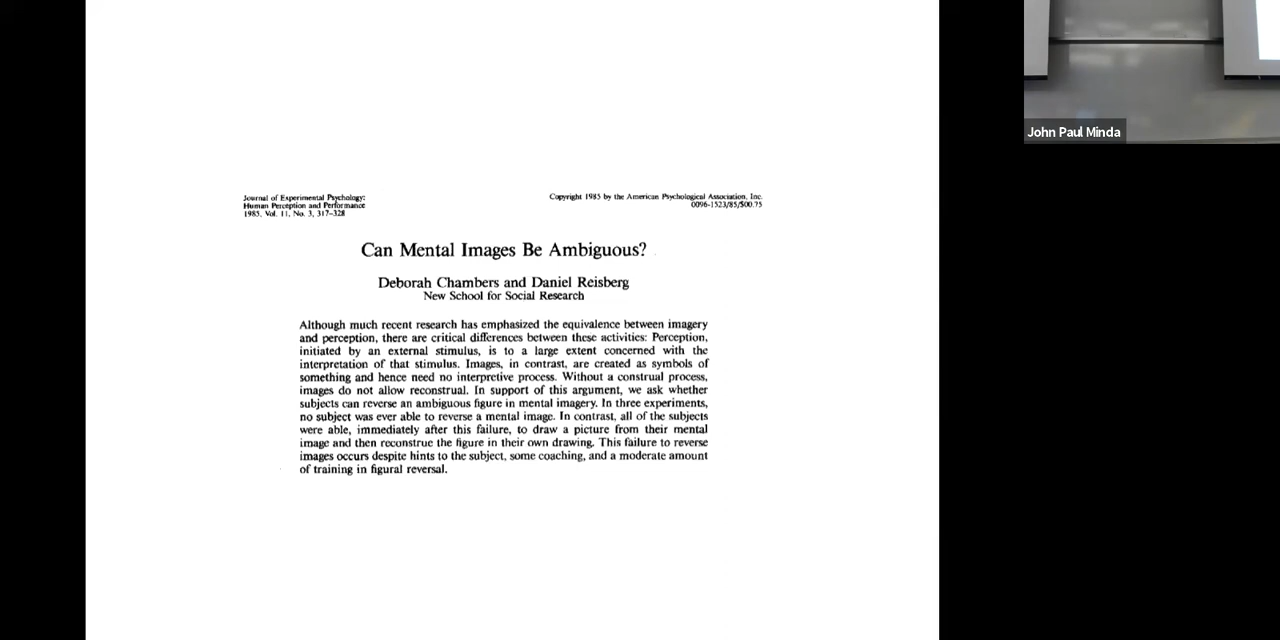 Journal of Experimental Psychology:
Human Perception and Performance
1985, Vol. 11, No. 3, 317-328
Copyright 1985 by the American Psychological Association, Inc.
0096-1523/85/$00.75
Can Mental Images Be Ambiguous?
Deborah Chambers and Daniel Reisberg
New School for Social Research
Although much recent research has emphasized the equivalence between imagery
and perception, there are critical differences between these activities: Perception,
initiated by an external stimulus, is to a large extent concerned with the
interpretation of that stimulus. Images, in contrast, are created as symbols of
something and hence need no interpretive process. Without a construal process,
images do not allow reconstrual. In support of this argument, we ask whether
subjects can reverse an ambiguous figure in mental imagery. In three experiments,
no subject was ever able to reverse a mental image. In contrast, all of the subjects
were able, immediately after this failure, to draw a picture from their mental
image and then reconstrue the figure in their own drawing. This failure to reverse
images occurs despite hints to the subject, some coaching, and a moderate amount
of training in figural reversal.
John Paul Minda